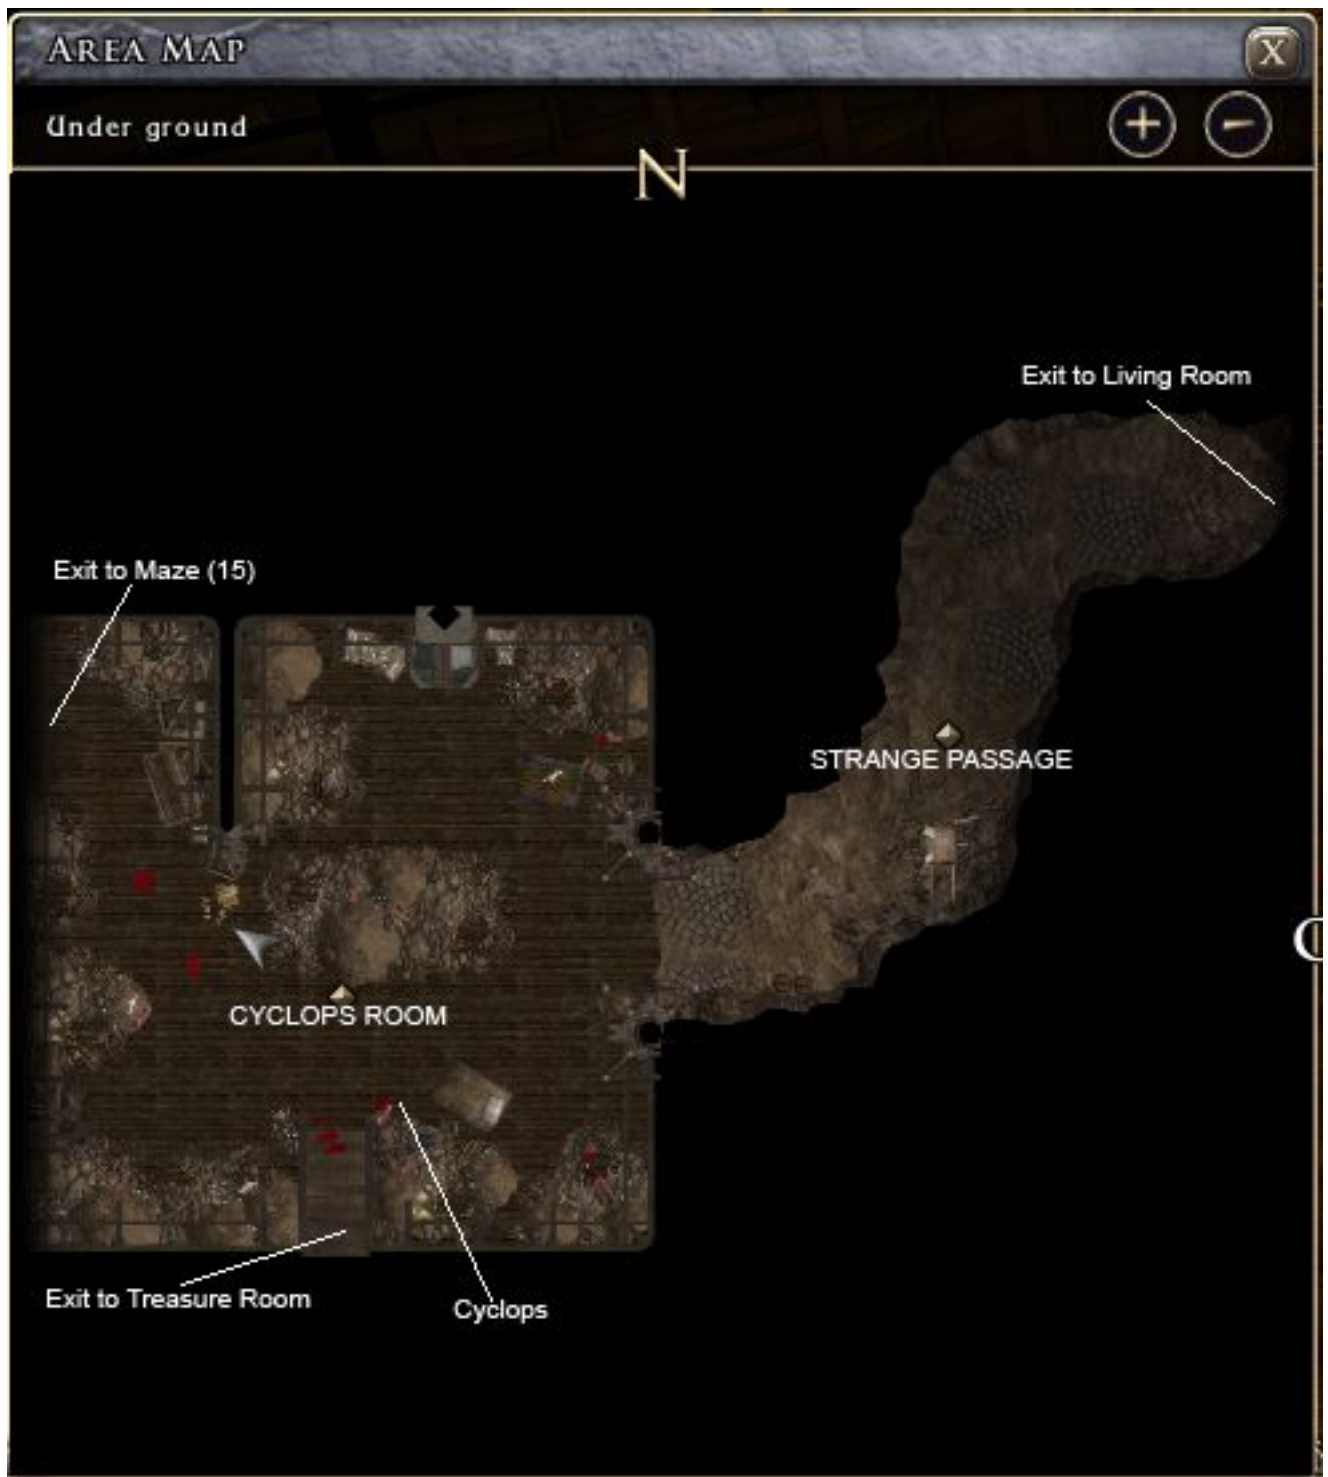 AREA MAP
X
Under ground
N
Exit to Living Room
Exit to Maze (15)
STRANGE PASSAGE
CYCLOPS ROOM
Exit to Treasure Room
Cyclops